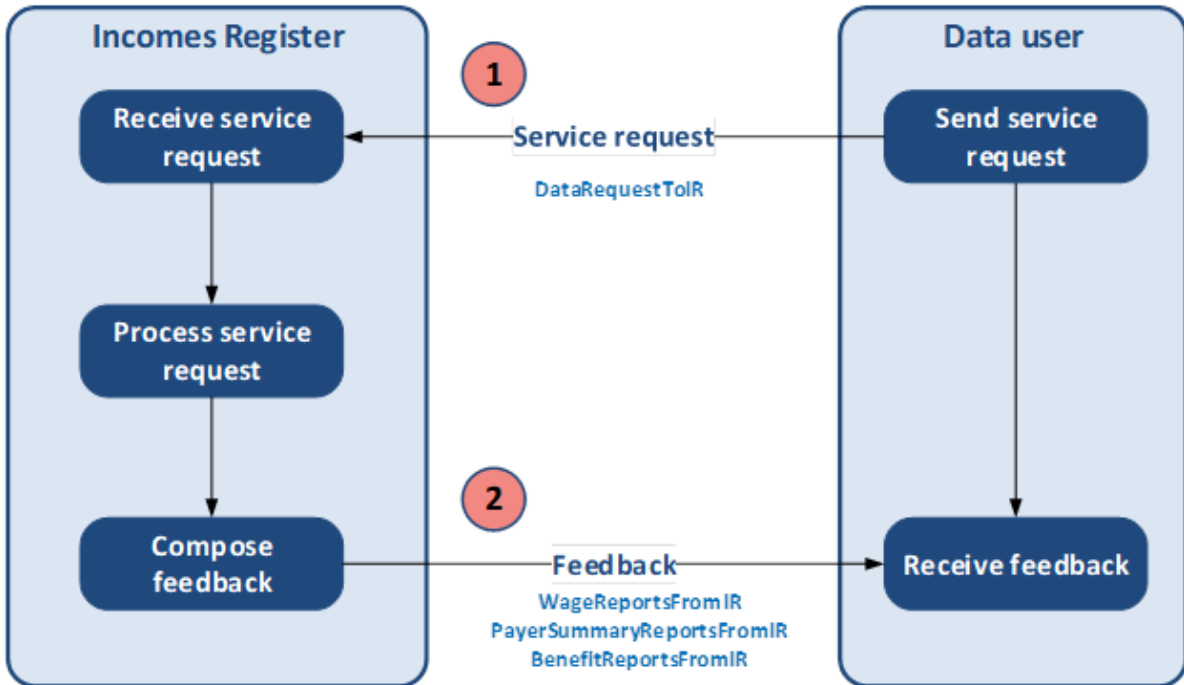 Incomes Register
Data user
1
Receive service
request
Service request
DataRequestToIR
Send service
request
Process service
request
2
Compose
feedback
Feedback
WageReportsFromIR
PayerSummaryReportsFromIR
BenefitReportsFromIR
Receive feedback